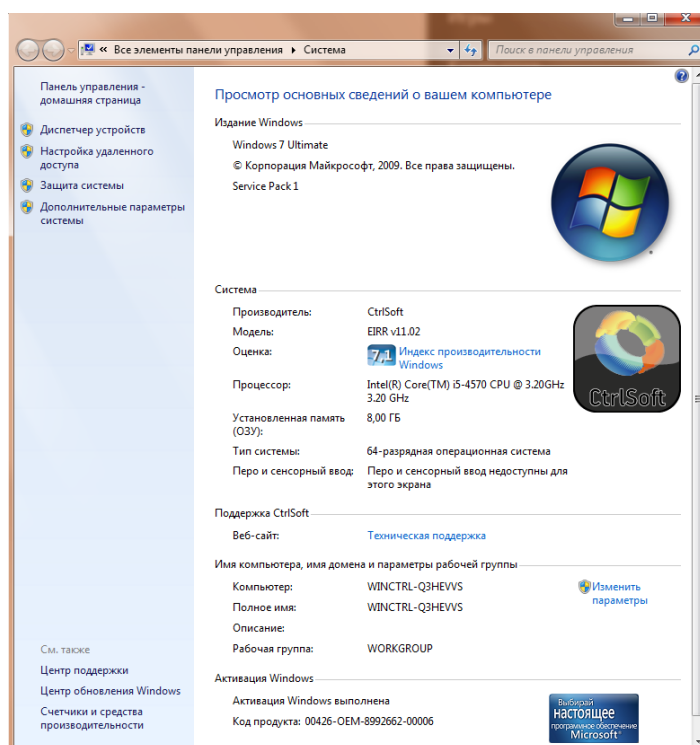 « Все элементы панели управления ▸ Система
Поиск в панели управления
Панель управления -
домашняя страница
Диспетчер устройств
Настройка удаленного
доступа
Защита системы
Дополнительные параметры
системы
Просмотр основных сведений о вашем компьютере
Издание Windows
Windows 7 Ultimate
© Корпорация Майкрософт, 2009. Все права защищены.
Service Pack 1
Система
Производитель: CtrlSoft
Модель: EIRR v11.02
Оценка: 7,1 Индекс производительности
Windows
Процессор: Intel(R) Core(TM) i5-4570 CPU @ 3.20GHz
3.20 GHz
Установленная память 8,00 ГБ
(ОЗУ):
Тип системы: 64-разрядная операционная система
Перо и сенсорный ввод: Перо и сенсорный ввод недоступны для
этого экрана
CtrlSoft
Поддержка CtrlSoft
Веб-сайт: Техническая поддержка
Имя компьютера, имя домена и параметры рабочей группы
Компьютер: WINCTRL-Q3HEVVS
Изменить
параметры
Полное имя: WINCTRL-Q3HEVVS
Описание:
Рабочая группа: WORKGROUP
Активация Windows
Активация Windows выполнена
Код продукта: 00426-OEM-8992662-00006
Выбирай
настоящее
программное обеспечение
Microsoft®
См. также
Центр поддержки
Центр обновления Windows
Счетчики и средства
производительности